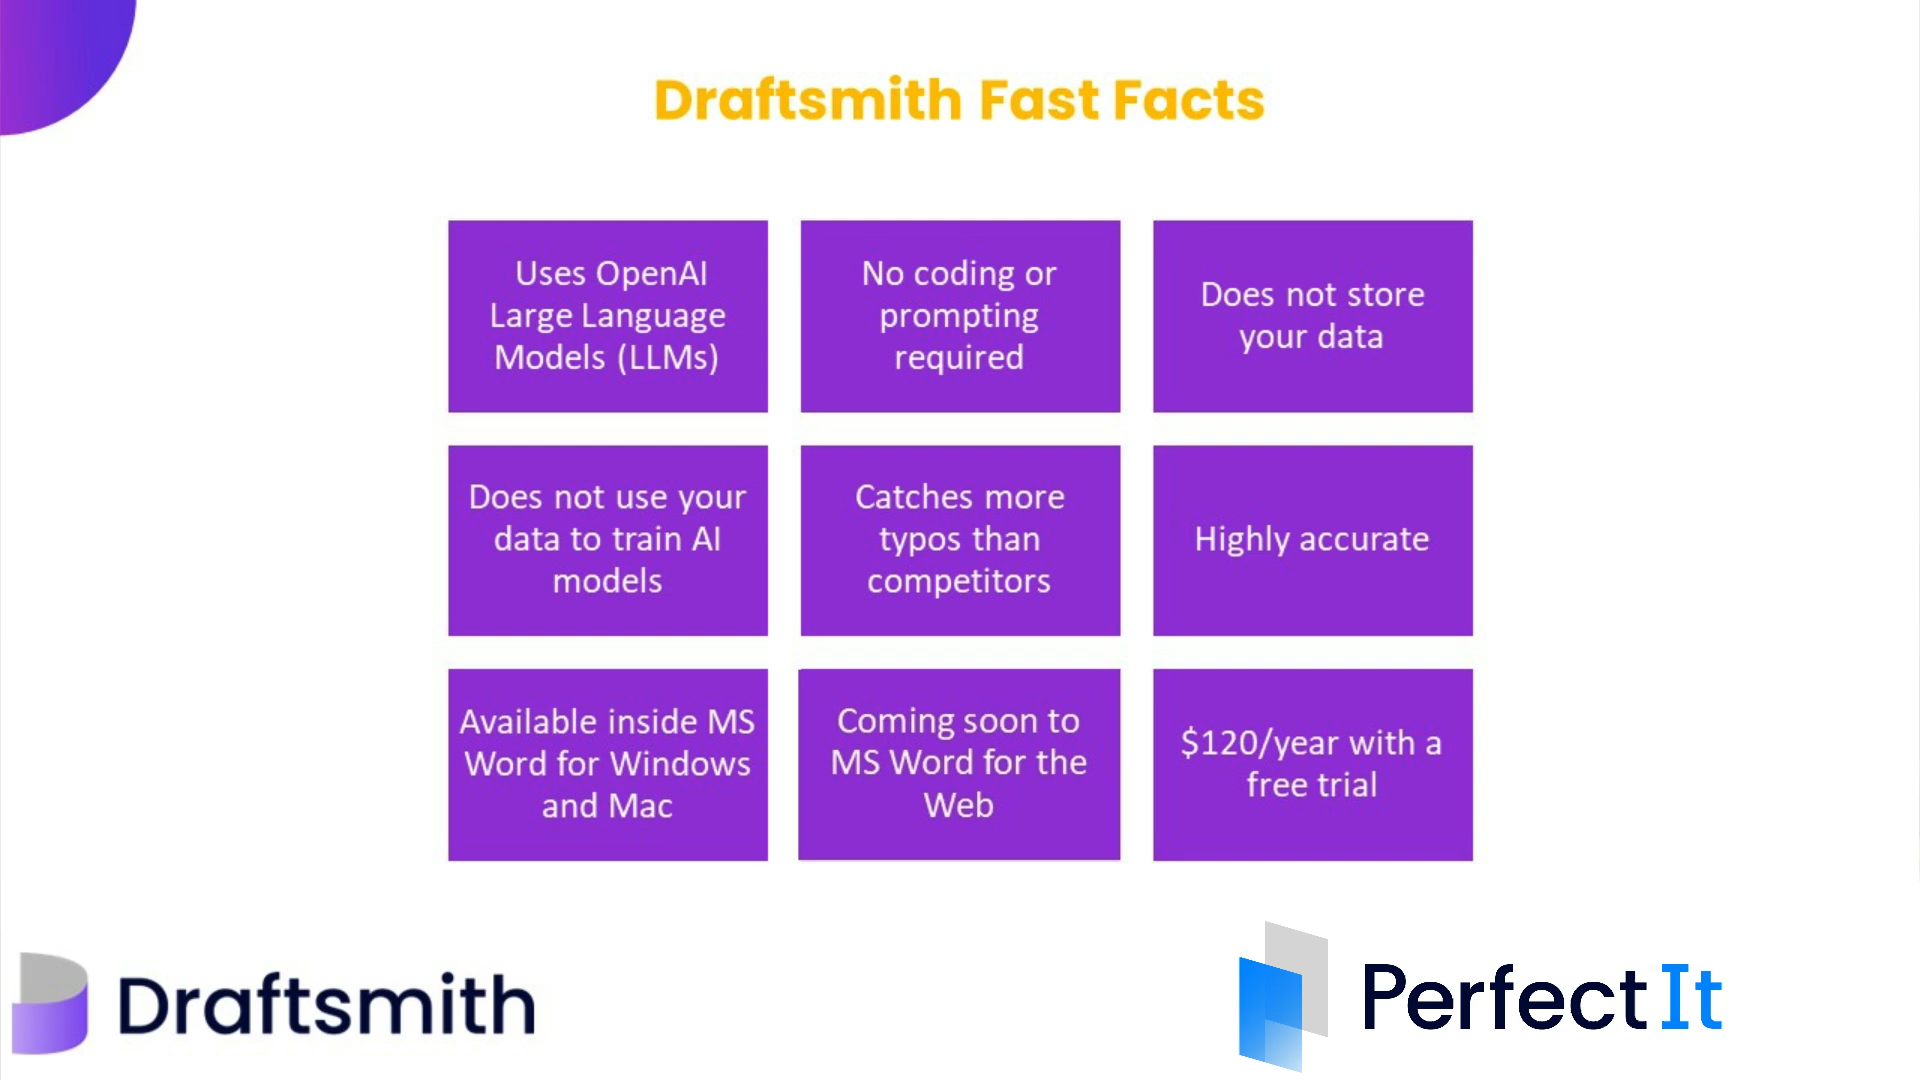 Draftsmith Fast Facts
Uses OpenAI
Large Language
Models (LLMs)
No coding or
prompting
required
Does not store
your data
Does not use your
data to train AI
models
Catches more
typos than
competitors
Highly accurate
Available inside MS
Word for Windows
and Mac
Coming soon to
MS Word for the
Web
$120/year with a
free trial
Draftsmith
PerfectIt